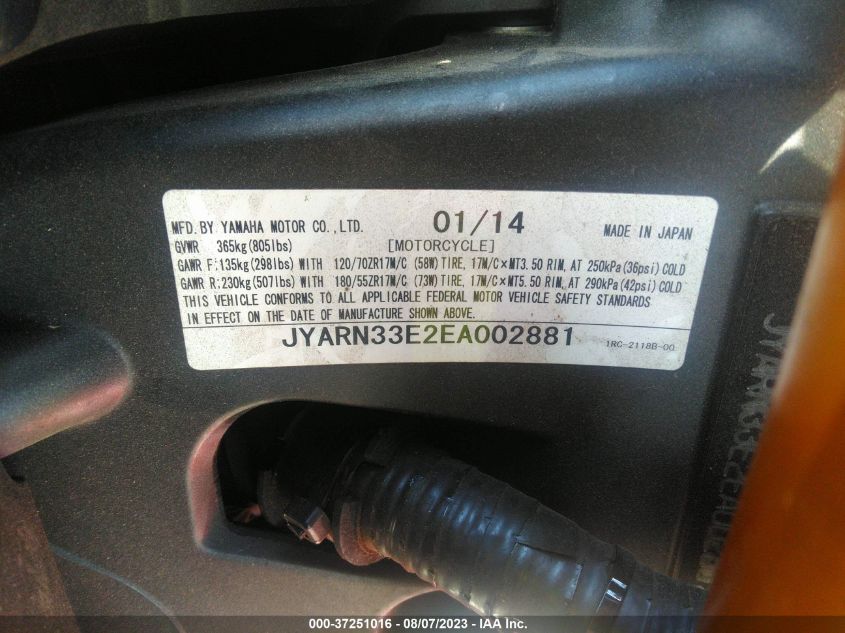 MFD. BY YAMAHA MOTOR CO., LTD. 01/14 MADE IN JAPAN
GVWR 365kg(805lbs) [MOTORCYCLE]
GAWR F:135kg(298lbs) WITH 120/70ZR17M/C (58W) TIRE, 17M/C×MT3.50 RIM, AT 250kPa(36psi) COLD
GAWR R:230kg(507lbs) WITH 180/55ZR17M/C (73W) TIRE, 17M/C×MT5.50 RIM, AT 290kPa(42psi) COLD
THIS VEHICLE CONFORMS TO ALL APPLICABLE FEDERAL MOTOR VEHICLE SAFETY STANDARDS
IN EFFECT ON THE DATE OF MANUFACTURE SHOWN ABOVE.
JYARN33E2EA002881 1RC-2118B-00
000-37251016 - 08/07/2023 - IAA Inc.